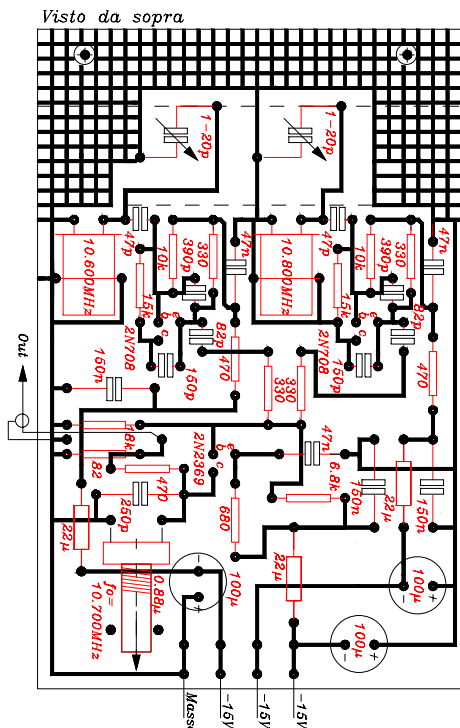 Visto da sopra
1-20p
1-20p
47n
47n
47p
10k
330
390p
10k
330
390p
47p
10.600MHz
10.800MHz
15k
15k
e
b
c
e
b
c
2N708
2N708
82p
82p
150p
150p
470
470
Out
150n
330
330
18k
82
2N2369
e
b
c
47n
6.8k
470
250p
680
150n
22μ
150n
22μ
22μ
0.88μ
fo=
10.700MHz
100μ
-
+
100μ
-
+
100μ
-
+
Mass
-15V
-15V
-15V